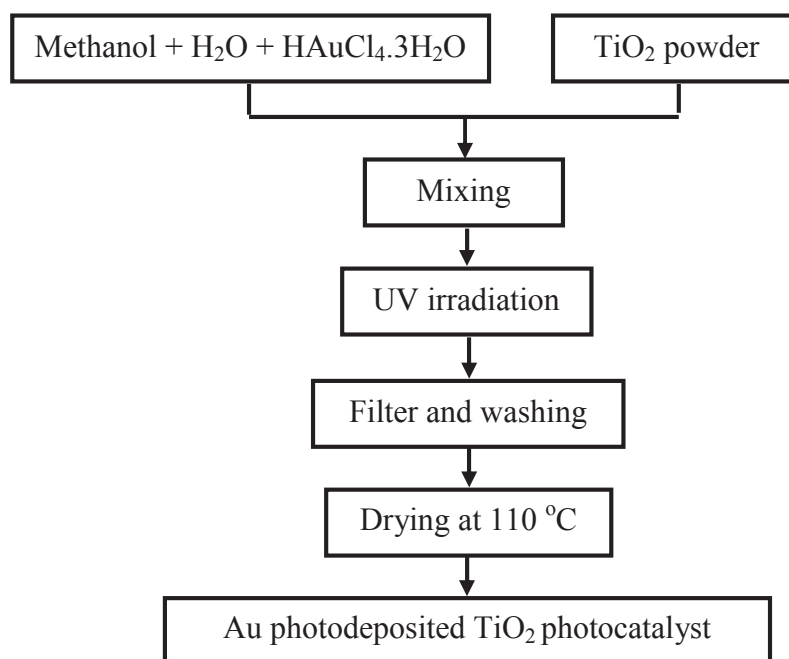 Methanol + H₂O + HAuCl₄.3H₂O
TiO₂ powder
Mixing
UV irradiation
Filter and washing
Drying at 110 °C
Au photodeposited TiO₂ photocatalyst